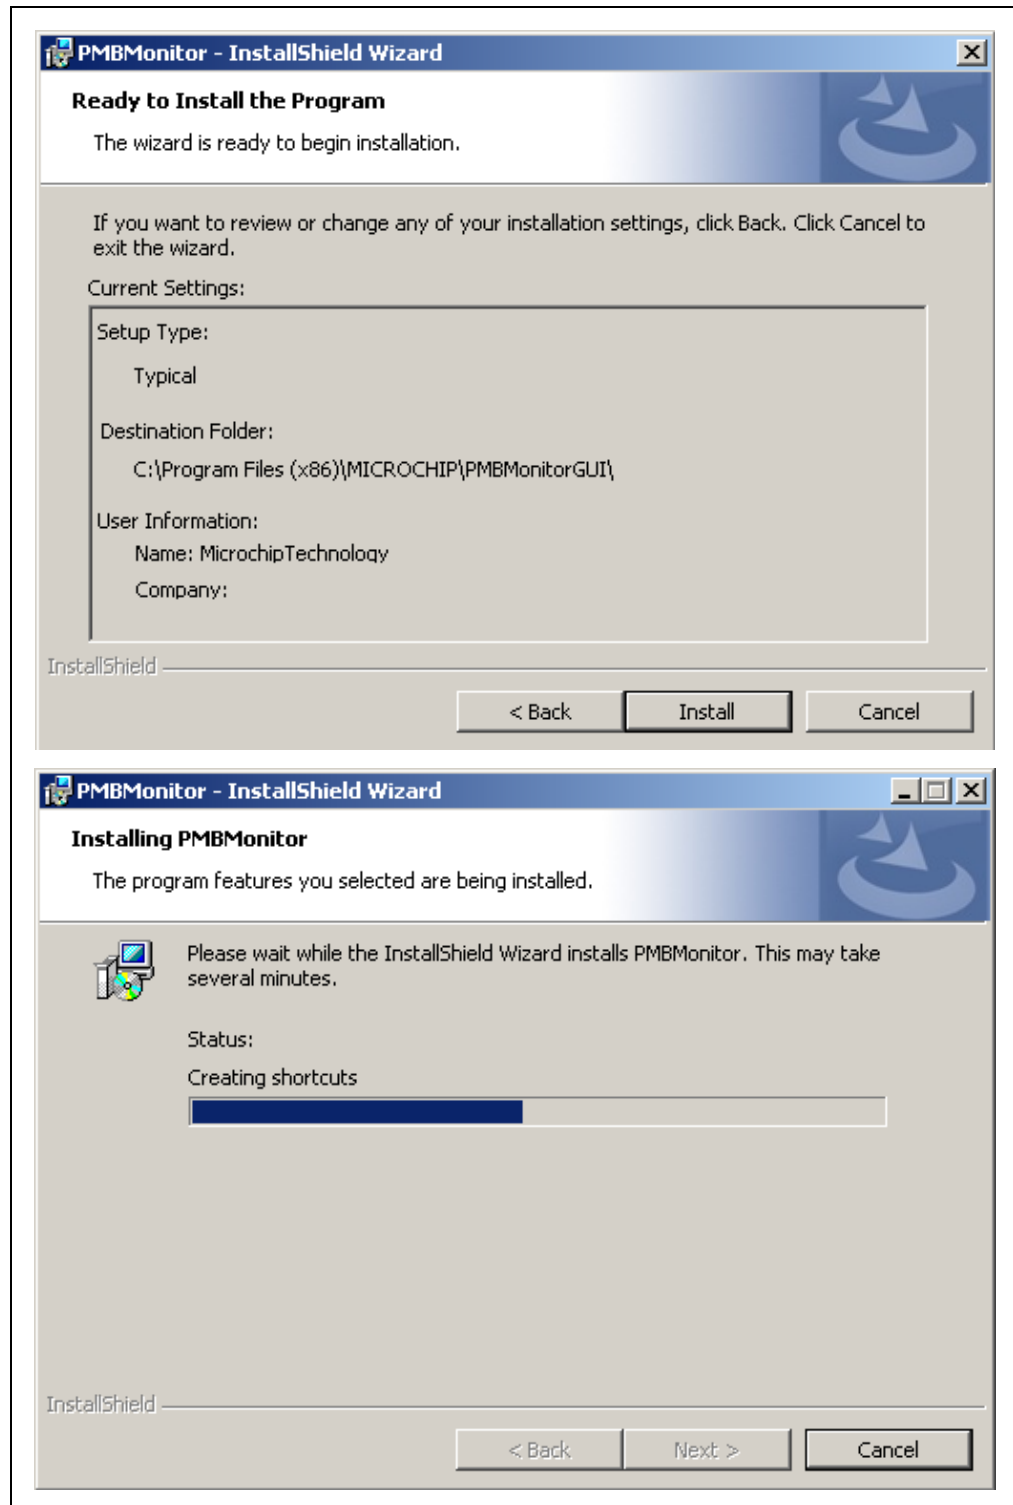 PMBMonitor - InstallShield Wizard
Ready to Install the Program
The wizard is ready to begin installation.
If you want to review or change any of your installation settings, click Back. Click Cancel to
exit the wizard.
Current Settings:
Setup Type:
Typical
Destination Folder:
C:\Program Files (x86)\MICROCHIP\PMBMonitorGUI\
User Information:
Name: MicrochipTechnology
Company:
InstallShield
< Back Install Cancel
PMBMonitor - InstallShield Wizard
Installing PMBMonitor
The program features you selected are being installed.
Please wait while the InstallShield Wizard installs PMBMonitor. This may take
several minutes.
Status:
Creating shortcuts
InstallShield
< Back Next > Cancel